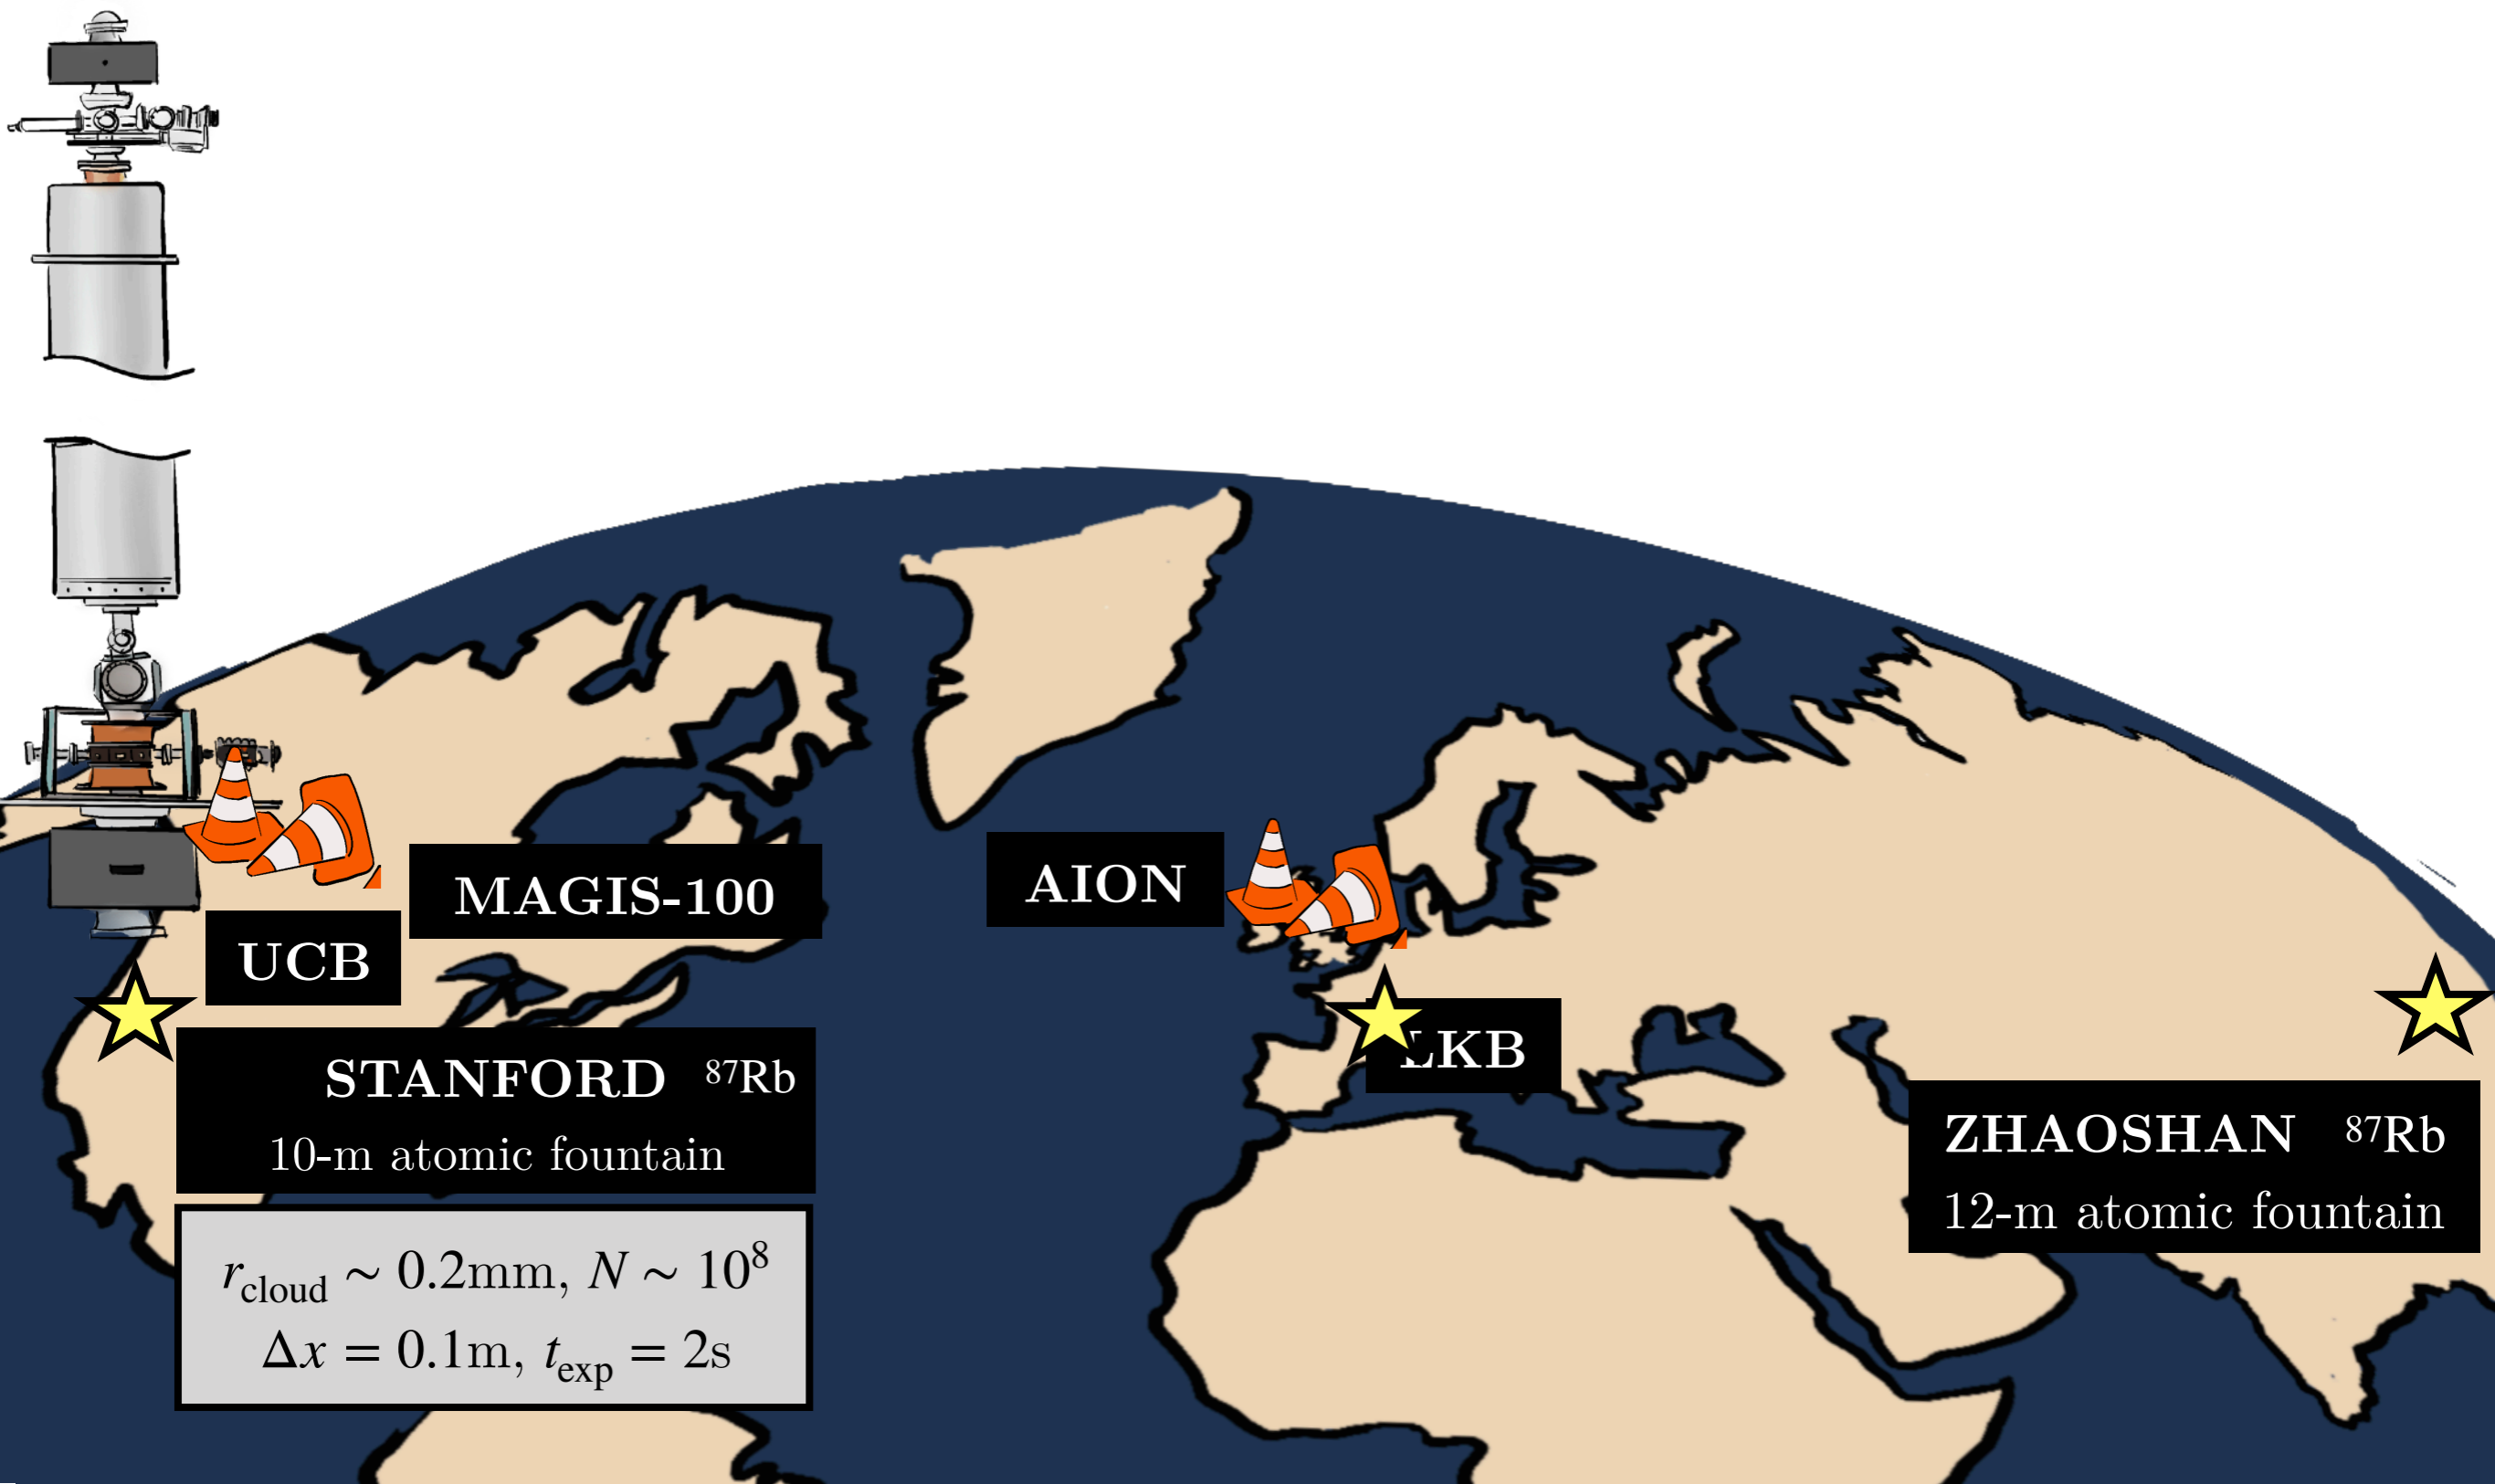 MAGIS-100
AION
UCB
STANFORD ⁸⁷Rb
10-m atomic fountain
r_cloud ~ 0.2mm, N ~ 10⁸
Δx = 0.1m, t_exp = 2s
LKB
ZHAOSHAN ⁸⁷Rb
12-m atomic fountain